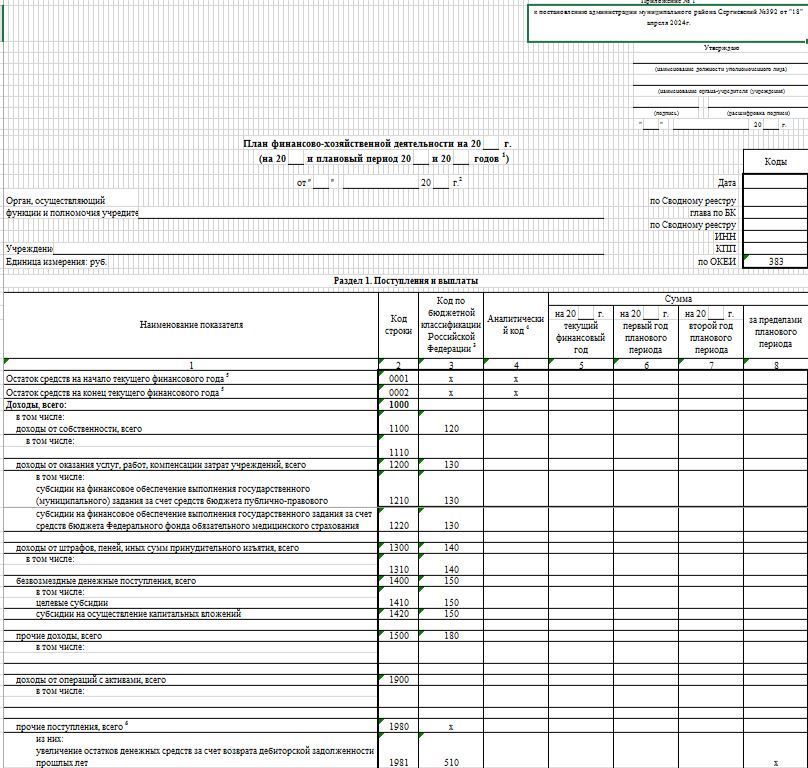 Приложение № 1
к постановлению администрации муниципального района Сергиевский №392 от "18"
апреля 2024г.
Утверждаю
(наименование должности уполномоченного лица)
(наименование органа-учредителя (учреждения)
(подпись) (расшифровка подписи)
"___" ________ 20___ г.
План финансово-хозяйственной деятельности на 20___ г.
(на 20___ и плановый период 20___ и 20___ годов ¹)
Коды
от "___" ________ 20___ г.² Дата
Орган, осуществляющий по Сводному реестру
функции и полномочия учредите глава по БК
по Сводному реестру
ИНН
Учреждени КПП
Единица измерения: руб. по ОКЕИ 383
Раздел 1. Поступления и выплаты
Наименование показателя
Код
строки
Код по
бюджетной
классификации
Российской
Федерации ³
Аналитически
й код ⁴
Сумма
на 20___ г.
текущий
финансовый
год
на 20___ г.
первый год
планового
периода
на 20___ г.
второй год
планового
периода
за пределами
планового
периода
1 2 3 4 5 6 7 8
Остаток средств на начало текущего финансового года ⁵ 0001 x x
Остаток средств на конец текущего финансового года ⁵ 0002 x x
Доходы, всего: 1000
в том числе:
доходы от собственности, всего 1100 120
в том числе:
1110
доходы от оказания услуг, работ, компенсации затрат учреждений, всего 1200 130
в том числе:
субсидии на финансовое обеспечение выполнения государственного
(муниципального) задания за счет средств бюджета публично-правового 1210 130
субсидии на финансовое обеспечение выполнения государственного задания за счет
средств бюджета Федерального фонда обязательного медицинского страхования 1220 130
доходы от штрафов, пеней, иных сумм принудительного изъятия, всего 1300 140
в том числе:
1310 140
безвозмездные денежные поступления, всего 1400 150
в том числе:
целевые субсидии 1410 150
субсидии на осуществление капитальных вложений 1420 150
прочие доходы, всего 1500 180
в том числе:
доходы от операций с активами, всего 1900
в том числе:
прочие поступления, всего ⁶ 1980 x
из них:
увеличение остатков денежных средств за счет возврата дебиторской задолженности
прошлых лет 1981 510 x